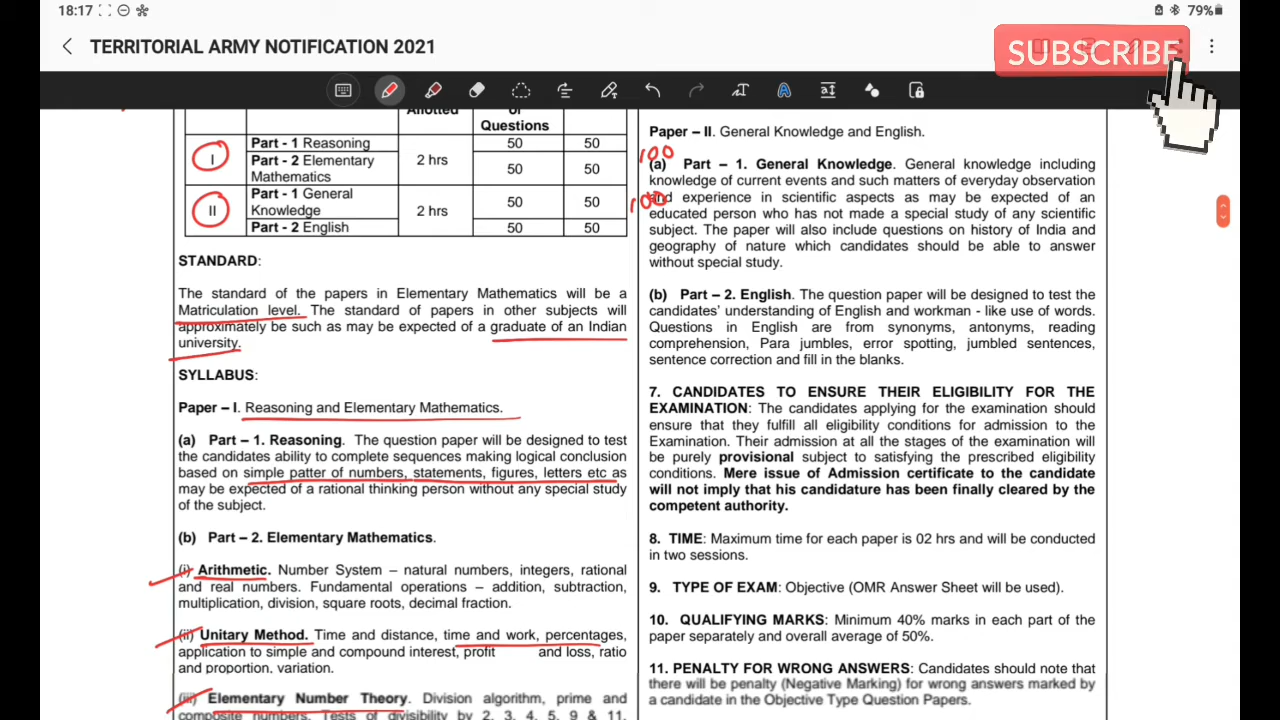 18:17
79%
TERRITORIAL ARMY NOTIFICATION 2021
SUBSCRIBE
Allotted of
Questions
I Part - 1 Reasoning 2 hrs 50 50
Part - 2 Elementary
Mathematics 50 50
II Part - 1 General
Knowledge 2 hrs 50 50
Part - 2 English 50 50
100
100
STANDARD:
The standard of the papers in Elementary Mathematics will be a
Matriculation level. The standard of papers in other subjects will
approximately be such as may be expected of a graduate of an Indian
university.
SYLLABUS:
Paper – I. Reasoning and Elementary Mathematics.
(a) Part – 1. Reasoning. The question paper will be designed to test
the candidates ability to complete sequences making logical conclusion
based on simple patter of numbers, statements, figures, letters etc as
may be expected of a rational thinking person without any special study
of the subject.
(b) Part – 2. Elementary Mathematics.
(i) Arithmetic. Number System – natural numbers, integers, rational
and real numbers. Fundamental operations – addition, subtraction,
multiplication, division, square roots, decimal fraction.
(ii) Unitary Method. Time and distance, time and work, percentages,
application to simple and compound interest, profit and loss, ratio
and proportion, variation.
(iii) Elementary Number Theory. Division algorithm, prime and
composite numbers. Tests of divisibility by 2, 3, 4, 5, 9 & 11.
Paper – II. General Knowledge and English.
(a) Part – 1. General Knowledge. General knowledge including
knowledge of current events and such matters of everyday observation
and experience in scientific aspects as may be expected of an
educated person who has not made a special study of any scientific
subject. The paper will also include questions on history of India and
geography of nature which candidates should be able to answer
without special study.
(b) Part – 2. English. The question paper will be designed to test the
candidates' understanding of English and workman - like use of words.
Questions in English are from synonyms, antonyms, reading
comprehension, Para jumbles, error spotting, jumbled sentences,
sentence correction and fill in the blanks.
7. CANDIDATES TO ENSURE THEIR ELIGIBILITY FOR THE
EXAMINATION: The candidates applying for the examination should
ensure that they fulfill all eligibility conditions for admission to the
Examination. Their admission at all the stages of the examination will
be purely provisional subject to satisfying the prescribed eligibility
conditions. Mere issue of Admission certificate to the candidate
will not imply that his candidature has been finally cleared by the
competent authority.
8. TIME: Maximum time for each paper is 02 hrs and will be conducted
in two sessions.
9. TYPE OF EXAM: Objective (OMR Answer Sheet will be used).
10. QUALIFYING MARKS: Minimum 40% marks in each part of the
paper separately and overall average of 50%.
11. PENALTY FOR WRONG ANSWERS: Candidates should note that
there will be penalty (Negative Marking) for wrong answers marked by
a candidate in the Objective Type Question Papers.